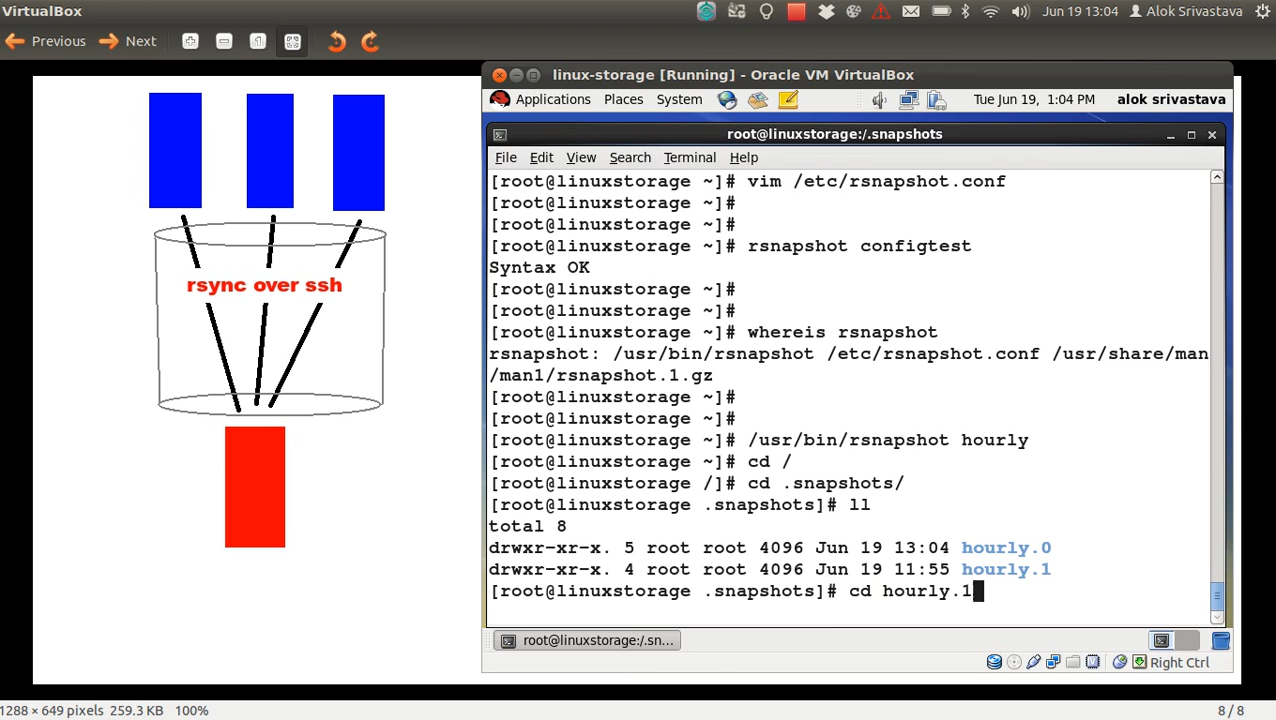 VirtualBox
Jun 19 13:04
Alok Srivastava
Previous
Next
rsync over ssh
linux-storage [Running] - Oracle VM VirtualBox
Applications Places System
Tue Jun 19, 1:04 PM
alok srivastava
root@linuxstorage:/.snapshots
File Edit View Search Terminal Help
[root@linuxstorage ~]# vim /etc/rsnapshot.conf
[root@linuxstorage ~]#
[root@linuxstorage ~]#
[root@linuxstorage ~]# rsnapshot configtest
Syntax OK
[root@linuxstorage ~]#
[root@linuxstorage ~]#
[root@linuxstorage ~]# whereis rsnapshot
rsnapshot: /usr/bin/rsnapshot /etc/rsnapshot.conf /usr/share/man
/man1/rsnapshot.1.gz
[root@linuxstorage ~]#
[root@linuxstorage ~]#
[root@linuxstorage ~]# /usr/bin/rsnapshot hourly
[root@linuxstorage ~]# cd /
[root@linuxstorage /]# cd .snapshots/
[root@linuxstorage .snapshots]# ll
total 8
drwxr-xr-x. 5 root root 4096 Jun 19 13:04 hourly.0
drwxr-xr-x. 4 root root 4096 Jun 19 11:55 hourly.1
[root@linuxstorage .snapshots]# cd hourly.1
root@linuxstorage:/.sn...
Right Ctrl
1288 × 649 pixels 259.3 KB 100%
8 / 8